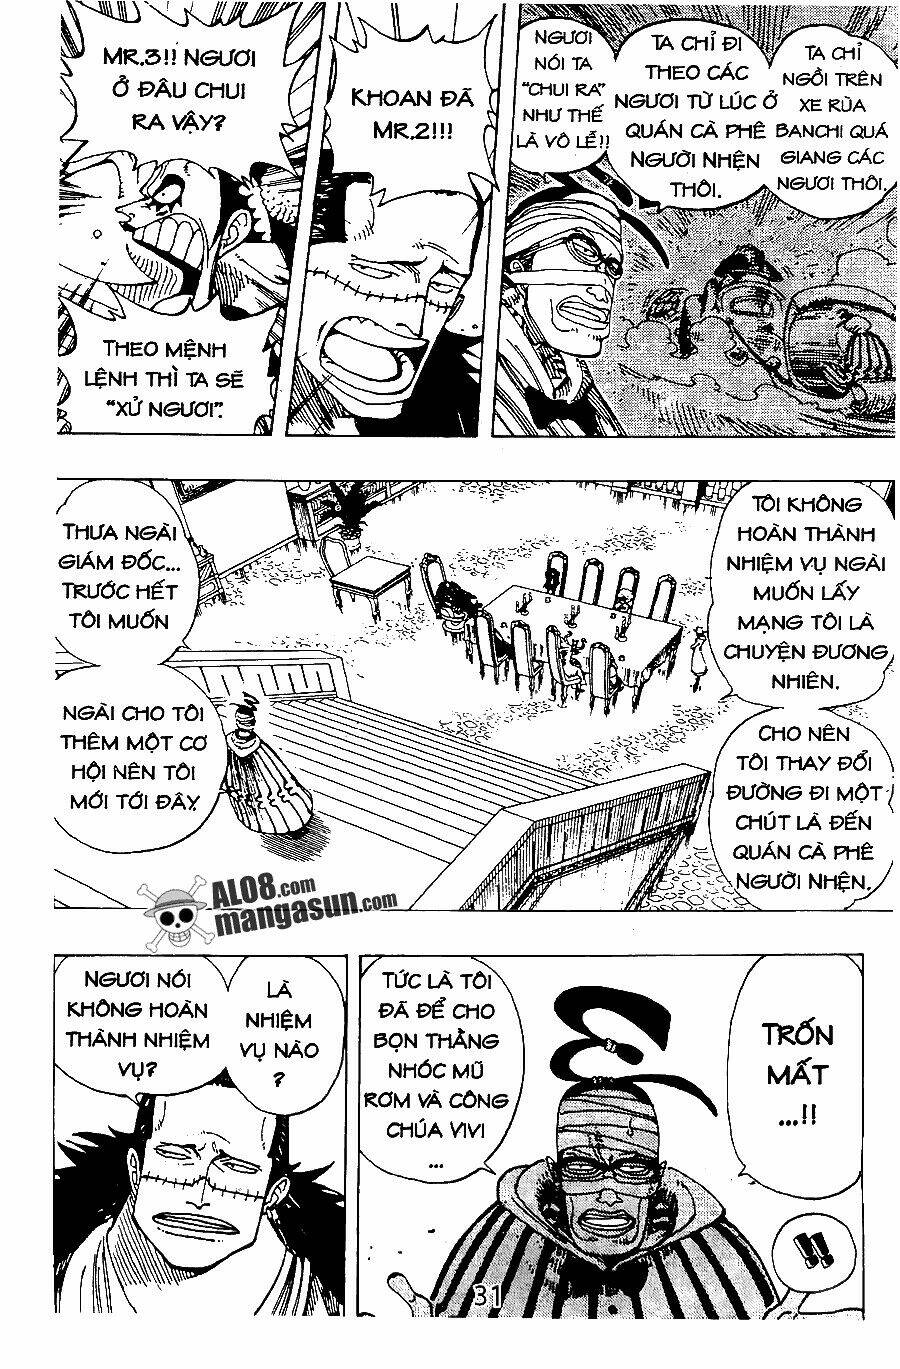 MR.3!! NGƯƠI
Ở ĐÂU CHUI
RA VẬY?
THEO MỆNH
LỆNH THÌ TA SẼ
"XỬ NGƯƠI".
KHOAN ĐÃ
MR.2!!!
NGƯƠI
NÓI TA
"CHUI RA"
NHƯ THẾ
LÀ VÔ LỄ!!
TA CHỈ ĐI
THEO CÁC
NGƯƠI TỪ LÚC Ở
QUÁN CÀ PHÊ
NGƯỜI NHỆN
THÔI.
TA CHỈ
NGỒI TRÊN
XE RÙA
BANCHI QUÁ
GIANG CÁC
NGƯƠI THÔI.
THƯA NGÀI
GIÁM ĐỐC...
TRƯỚC HẾT
TÔI MUỐN
NGÀI CHO TÔI
THÊM MỘT CƠ
HỘI NÊN TÔI
MỚI TỚI ĐÂY.
TÔI KHÔNG
HOÀN THÀNH
NHIỆM VỤ NGÀI
MUỐN LẤY
MẠNG TÔI LÀ
CHUYỆN ĐƯƠNG
NHIÊN.
CHO NÊN
TÔI THAY ĐỔI
ĐƯỜNG ĐI MỘT
CHÚT LÀ ĐẾN
QUÁN CÀ PHÊ
NGƯỜI NHỆN.
AL08.com
mangasun.com
NGƯƠI NÓI
KHÔNG HOÀN
THÀNH NHIỆM
VỤ?
LÀ
NHIỆM
VỤ NÀO
?
TỨC LÀ TÔI
ĐÃ ĐỂ CHO
BỌN THẰNG
NHÓC MŨ
RƠM VÀ CÔNG
CHÚA VIVI
...
TRỐN
MẤT
...!!
!!
31